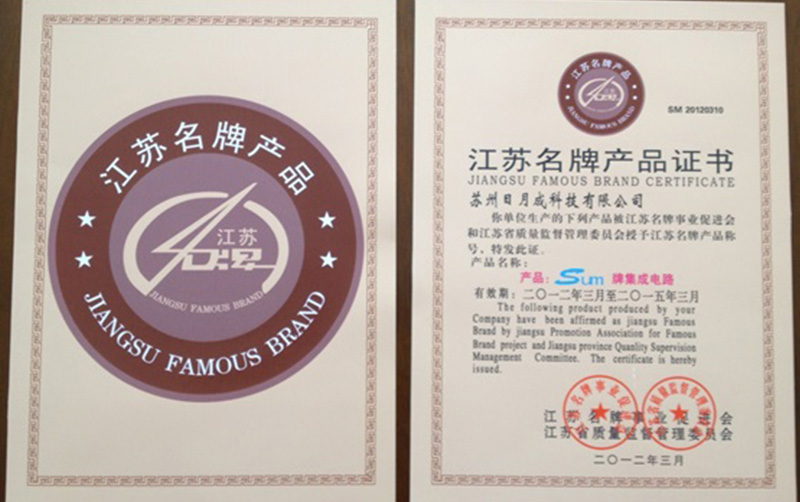 江苏名牌产品
江苏
名牌
JIANGSU FAMOUS BRAND
JIANGSU FAMOUS BRAND
江苏名牌产品
江苏
名牌
JIANGSU FAMOUS BRAND
SM 20120310
江苏名牌产品证书
JIANGSU FAMOUS BRAND CERTIFICATE
苏州日月成科技有限公司
你单位生产的下列产品被江苏名牌事业促进会
和江苏省质量监督管理委员会授予江苏名牌产品称
号、特发此证。
产品名称:
产品: Sum 牌集成电路
有效期:二〇一二年三月至二〇一五年三月
The following product produced by your
Company have been affirmed as jiangsu Famous
Brand by jiangsu Promotion Association for Famous
Brand project and Jiangsu province Quanlity Supervision
Management Committee. The certificate is hereby
issued.
江苏名牌事业促进会
江苏省质量监督管理委员会
二〇一二年三月